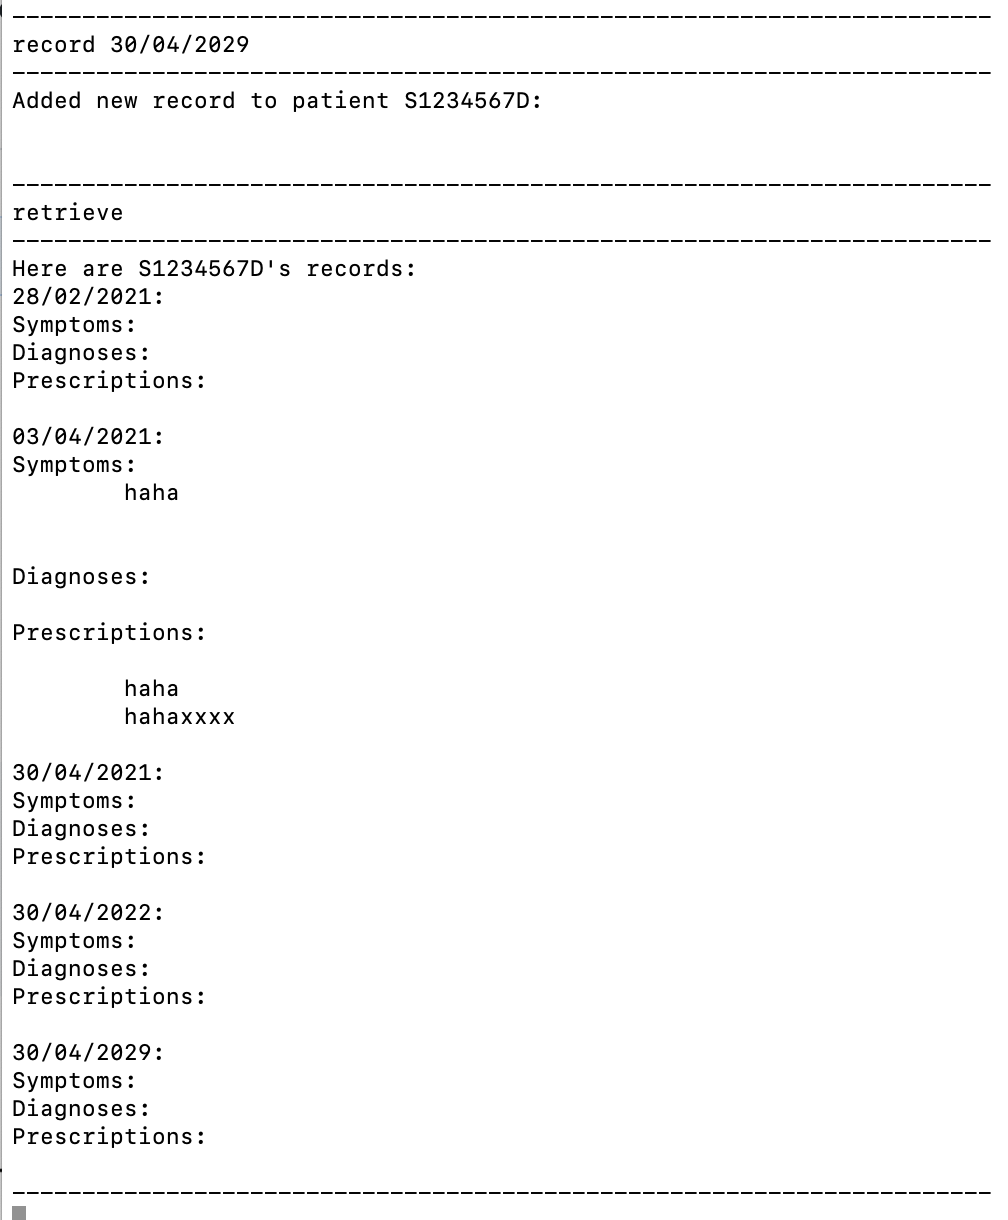 --------------------------------------------------------------------------------
record 30/04/2029
--------------------------------------------------------------------------------
Added new record to patient S1234567D:
--------------------------------------------------------------------------------
retrieve
--------------------------------------------------------------------------------
Here are S1234567D's records:
28/02/2021:
Symptoms:
Diagnoses:
Prescriptions:
03/04/2021:
Symptoms:
haha
Diagnoses:
Prescriptions:
haha
hahaxxxx
30/04/2021:
Symptoms:
Diagnoses:
Prescriptions:
30/04/2022:
Symptoms:
Diagnoses:
Prescriptions:
30/04/2029:
Symptoms:
Diagnoses:
Prescriptions:
--------------------------------------------------------------------------------